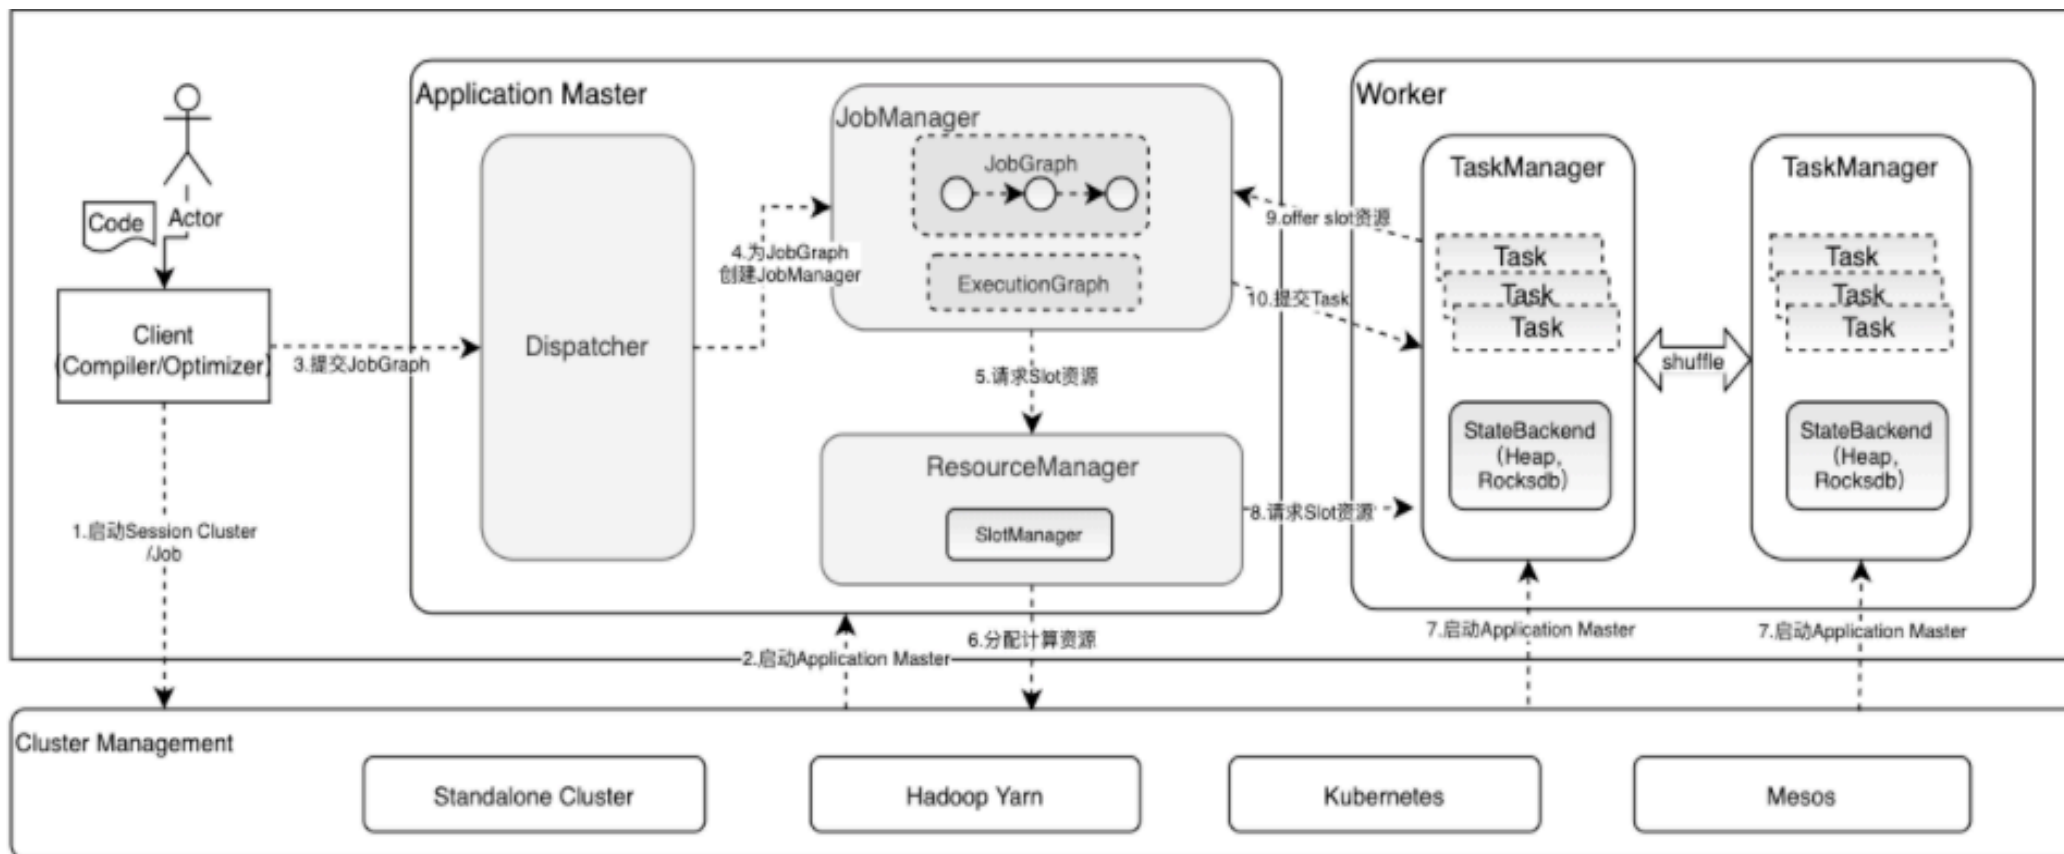 Application Master
JobManager
JobGraph
ExecutionGraph
Code
Actor
Client
(Compiler/Optimizer)
3.提交JobGraph
Dispatcher
4.为JobGraph
创建JobManager
5.请求Slot资源
ResourceManager
SlotManager
1.启动Session Cluster
/Job
2.启动Application Master
6.分配计算资源
Worker
TaskManager
Task
Task
Task
StateBackend
(Heap,
Rocksdb)
TaskManager
Task
Task
Task
StateBackend
(Heap,
Rocksdb)
shuffle
9.offer slot资源
10.提交Task
8.请求Slot资源
7.启动Application Master
7.启动Application Master
Cluster Management
Standalone Cluster
Hadoop Yarn
Kubernetes
Mesos